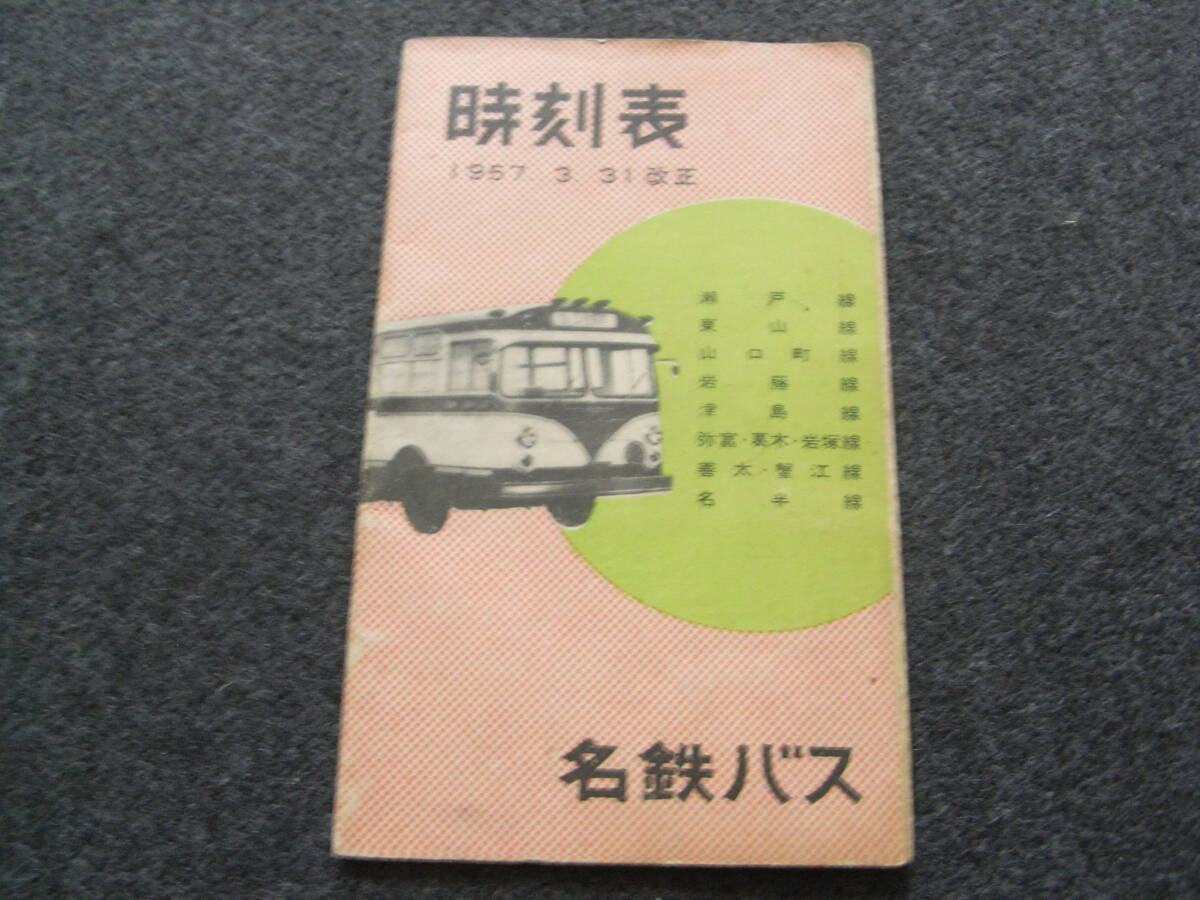 時刻表
1957. 3. 31改正
瀬戸線
東山線
山口町線
岩藤線
津島線
弥富・葛木・岩塚線
善太・蟹江線
名半線
名鉄バス